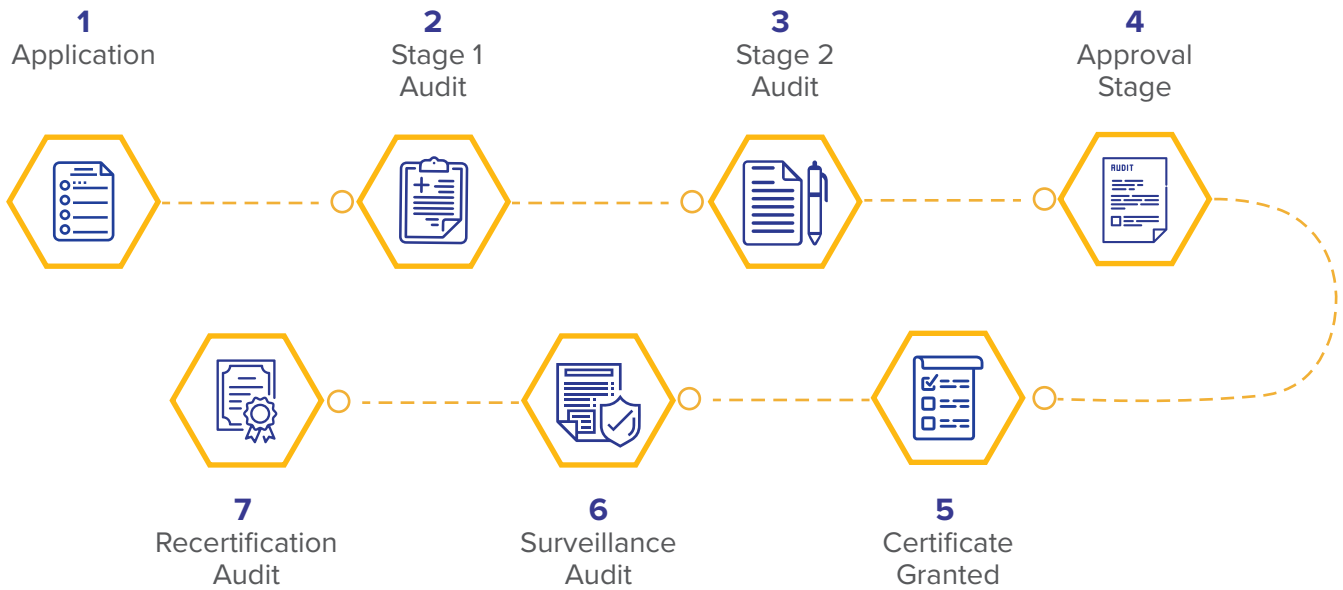 1
Application
2
Stage 1
Audit
3
Stage 2
Audit
4
Approval
Stage
AUDIT
5
Certificate
Granted
6
Surveillance
Audit
7
Recertification
Audit